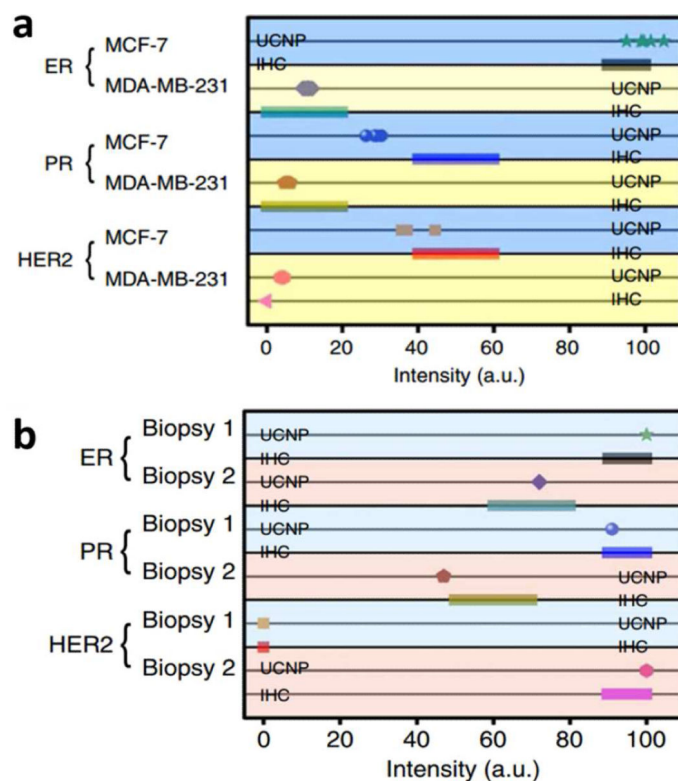 a
ER { MCF-7 UCNP
IHC
MDA-MB-231 UCNP
IHC
PR { MCF-7 UCNP
IHC
MDA-MB-231 UCNP
IHC
HER2 { MCF-7 UCNP
IHC
MDA-MB-231 UCNP
IHC
0 20 40 60 80 100
Intensity (a.u.)
b
ER { Biopsy 1 UCNP
IHC
Biopsy 2 UCNP
IHC
PR { Biopsy 1 UCNP
IHC
Biopsy 2 UCNP
IHC
HER2 { Biopsy 1 UCNP
IHC
Biopsy 2 UCNP
IHC
0 20 40 60 80 100
Intensity (a.u.)